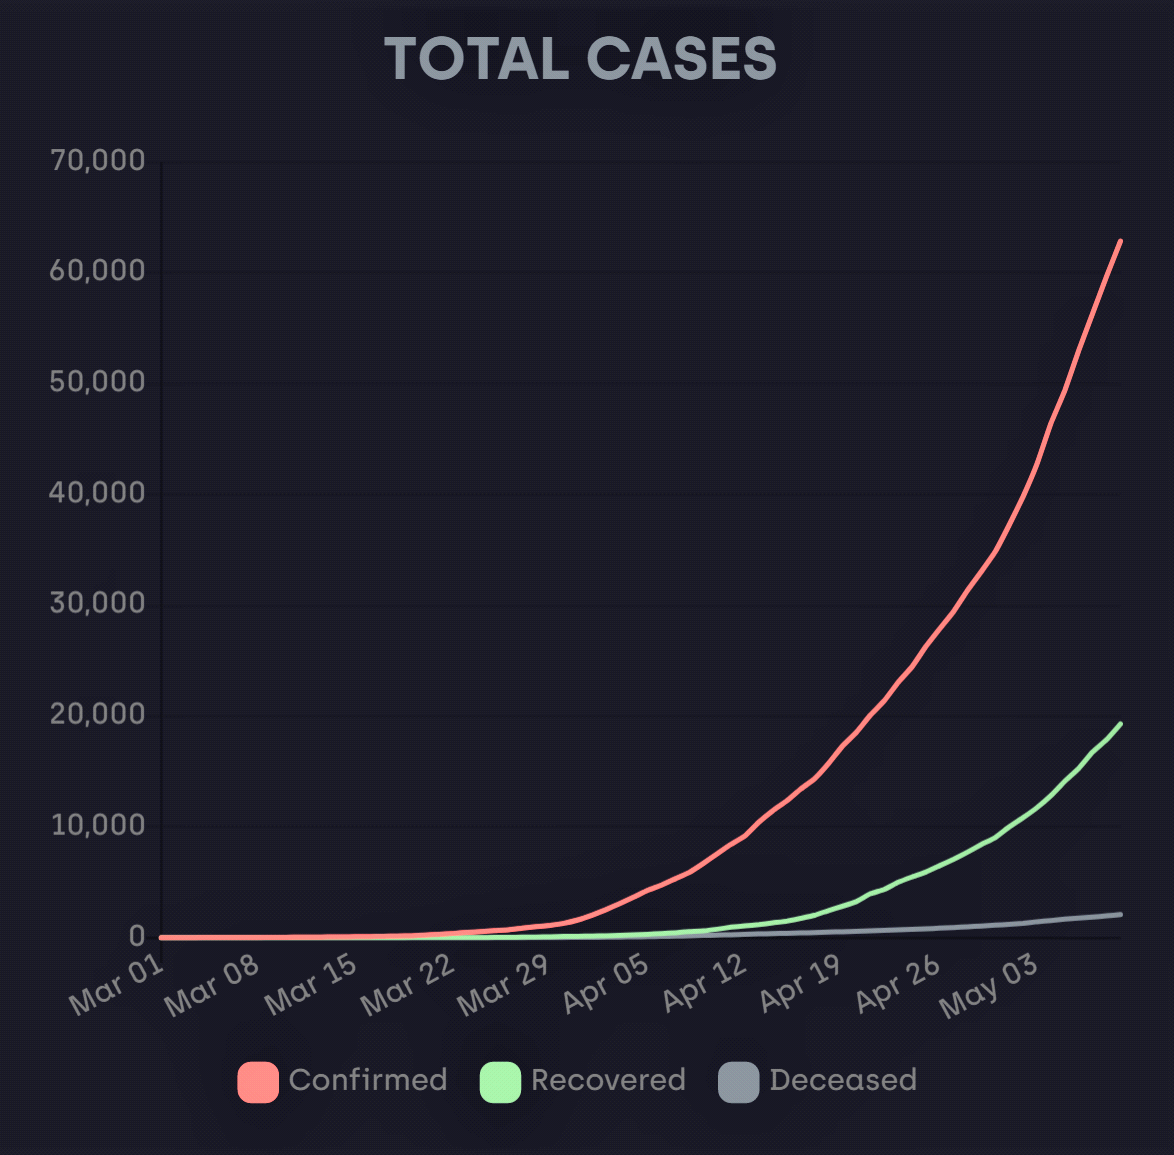 TOTAL CASES
70,000
60,000
50,000
40,000
30,000
20,000
10,000
0
Mar 01 Mar 08 Mar 15 Mar 22 Mar 29 Apr 05 Apr 12 Apr 19 Apr 26 May 03
Confirmed Recovered Deceased